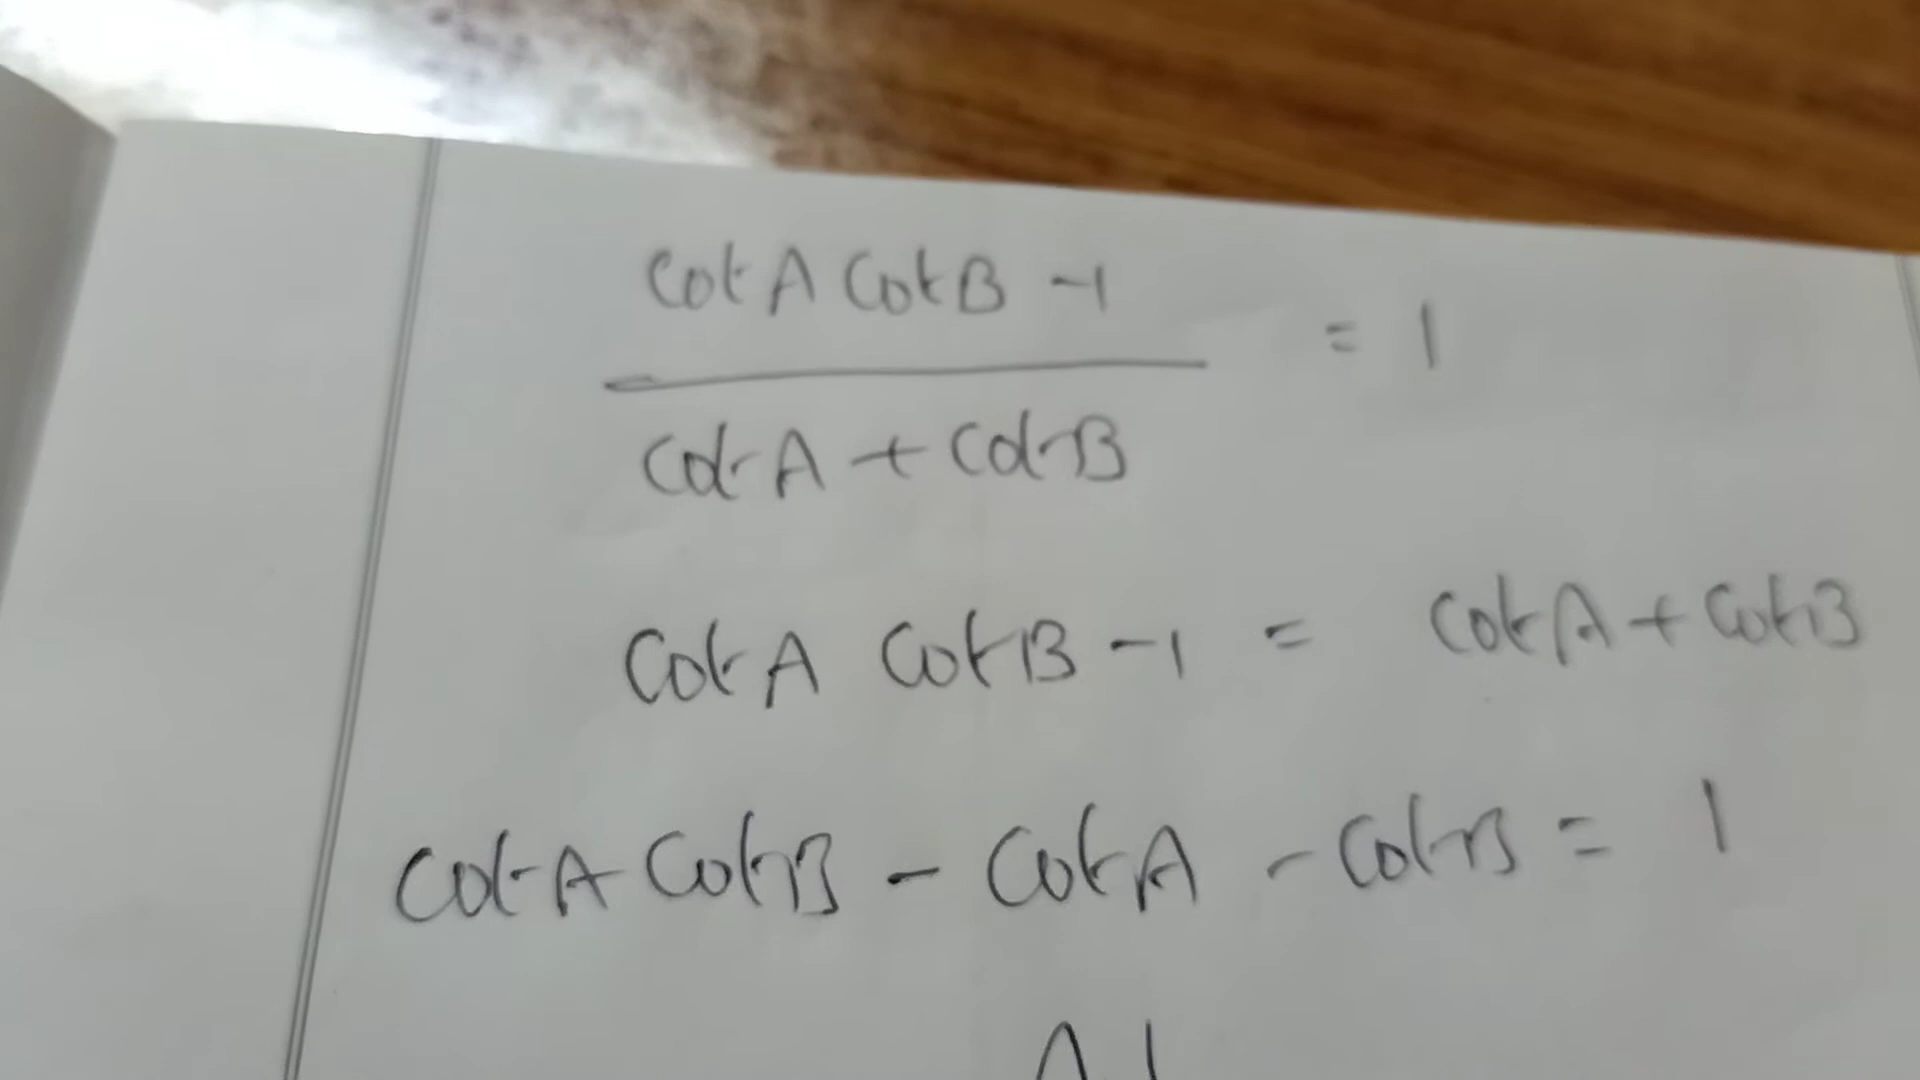 cot A cot B - 1
= 1
cot A + cot B
cot A cot B - 1 = cot A + cot B
cot A cot B - cot A - cot B = 1